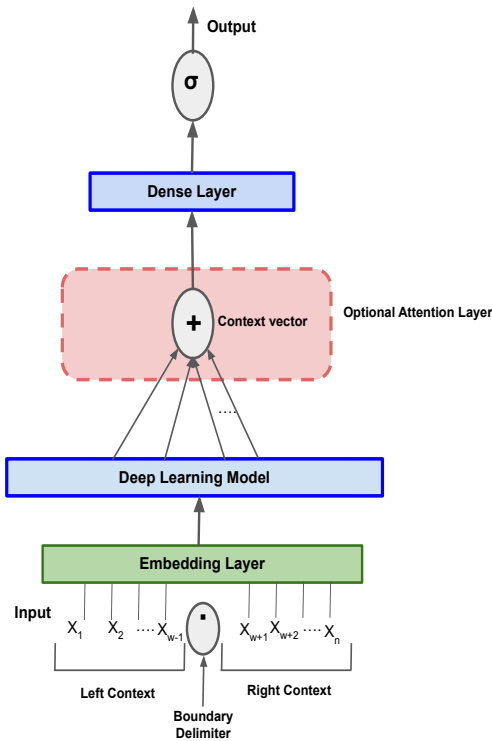 Output
σ
Dense Layer
Optional Attention Layer
+ Context vector
....
Deep Learning Model
Embedding Layer
Input
X1 X2 .... Xw-1 . Xw+1 Xw+2 .... Xn
Left Context Right Context
Boundary
Delimiter